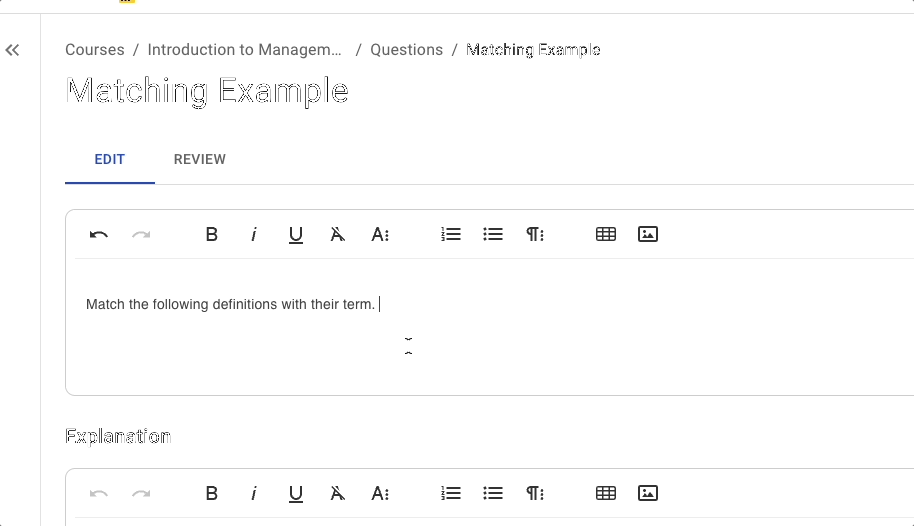 Courses / Introduction to Managem... / Questions / Matching Example
Matching Example
EDIT REVIEW
Match the following definitions with their term.
Explanation